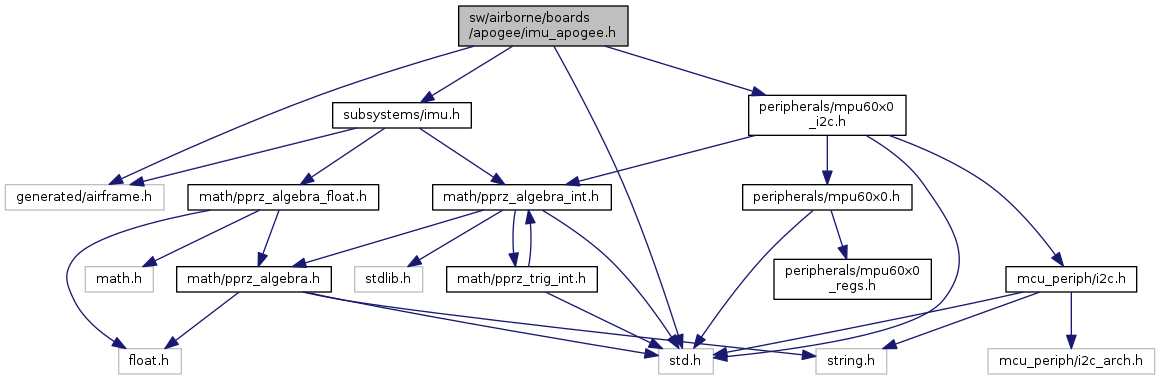 sw/airborne/boards
/apogee/imu_apogee.h
subsystems/imu.h
peripherals/mpu60x0
_i2c.h
generated/airframe.h
math/pprz_algebra_float.h
math/pprz_algebra_int.h
peripherals/mpu60x0.h
math.h
math/pprz_algebra.h
stdlib.h
math/pprz_trig_int.h
peripherals/mpu60x0
_regs.h
mcu_periph/i2c.h
float.h
std.h
string.h
mcu_periph/i2c_arch.h